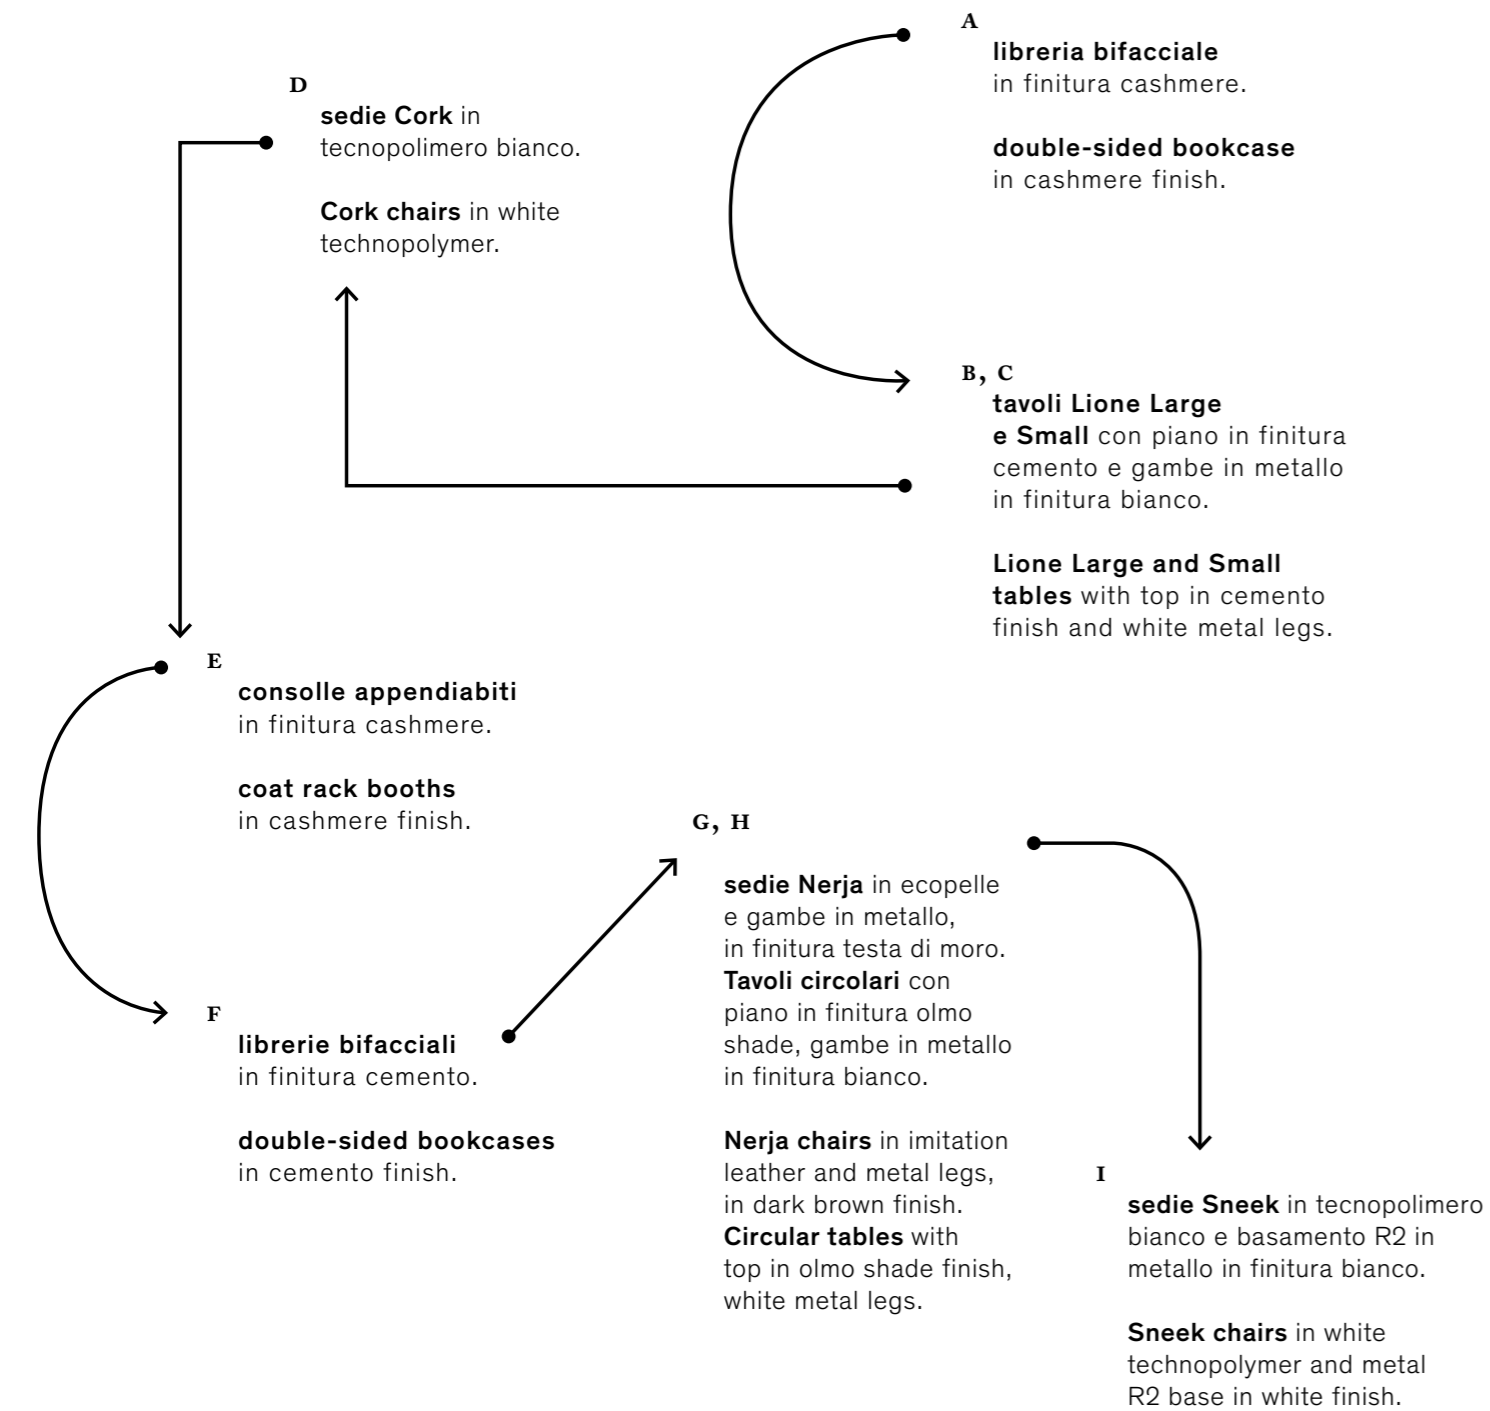 A
libreria bifacciale
in finitura cashmere.
double-sided bookcase
in cashmere finish.
B, C
tavoli Lione Large
e Small con piano in finitura
cemento e gambe in metallo
in finitura bianco.
Lione Large and Small
tables with top in cemento
finish and white metal legs.
D
sedie Cork in
tecnopolimero bianco.
Cork chairs in white
technopolymer.
E
consolle appendiabiti
in finitura cashmere.
coat rack booths
in cashmere finish.
F
librerie bifacciali
in finitura cemento.
double-sided bookcases
in cemento finish.
G, H
sedie Nerja in ecopelle
e gambe in metallo,
in finitura testa di moro.
Tavoli circolari con
piano in finitura olmo
shade, gambe in metallo
in finitura bianco.
Nerja chairs in imitation
leather and metal legs,
in dark brown finish.
Circular tables with
top in olmo shade finish,
white metal legs.
I
sedie Sneek in tecnopolimero
bianco e basamento R2 in
metallo in finitura bianco.
Sneek chairs in white
technopolymer and metal
R2 base in white finish.